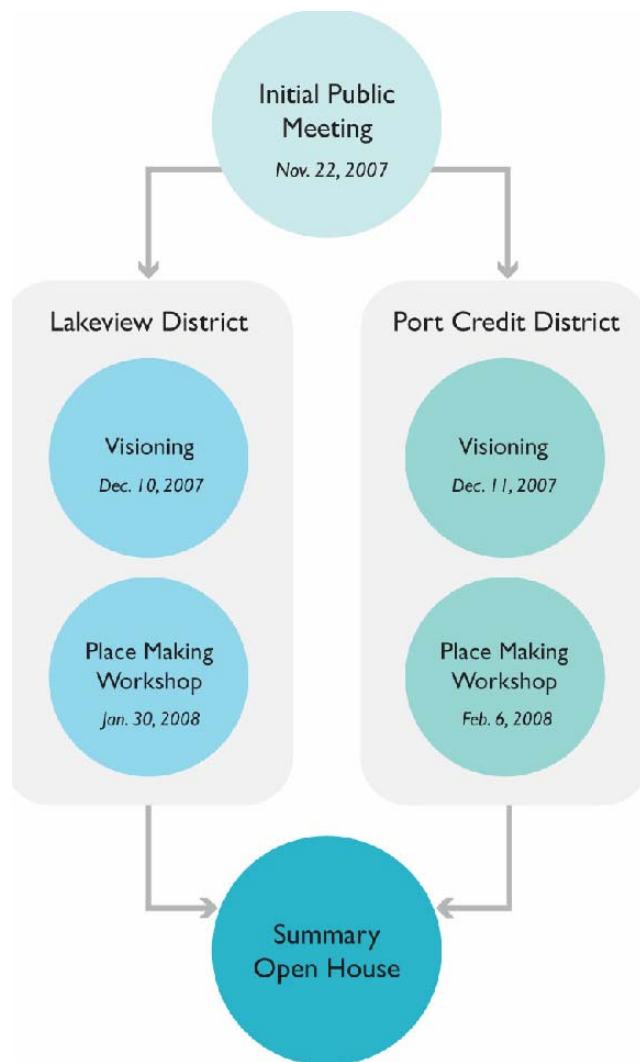 Initial Public
Meeting
Nov. 22, 2007
Lakeview District
Visioning
Dec. 10, 2007
Place Making
Workshop
Jan. 30, 2008
Port Credit District
Visioning
Dec. 11, 2007
Place Making
Workshop
Feb. 6, 2008
Summary
Open House